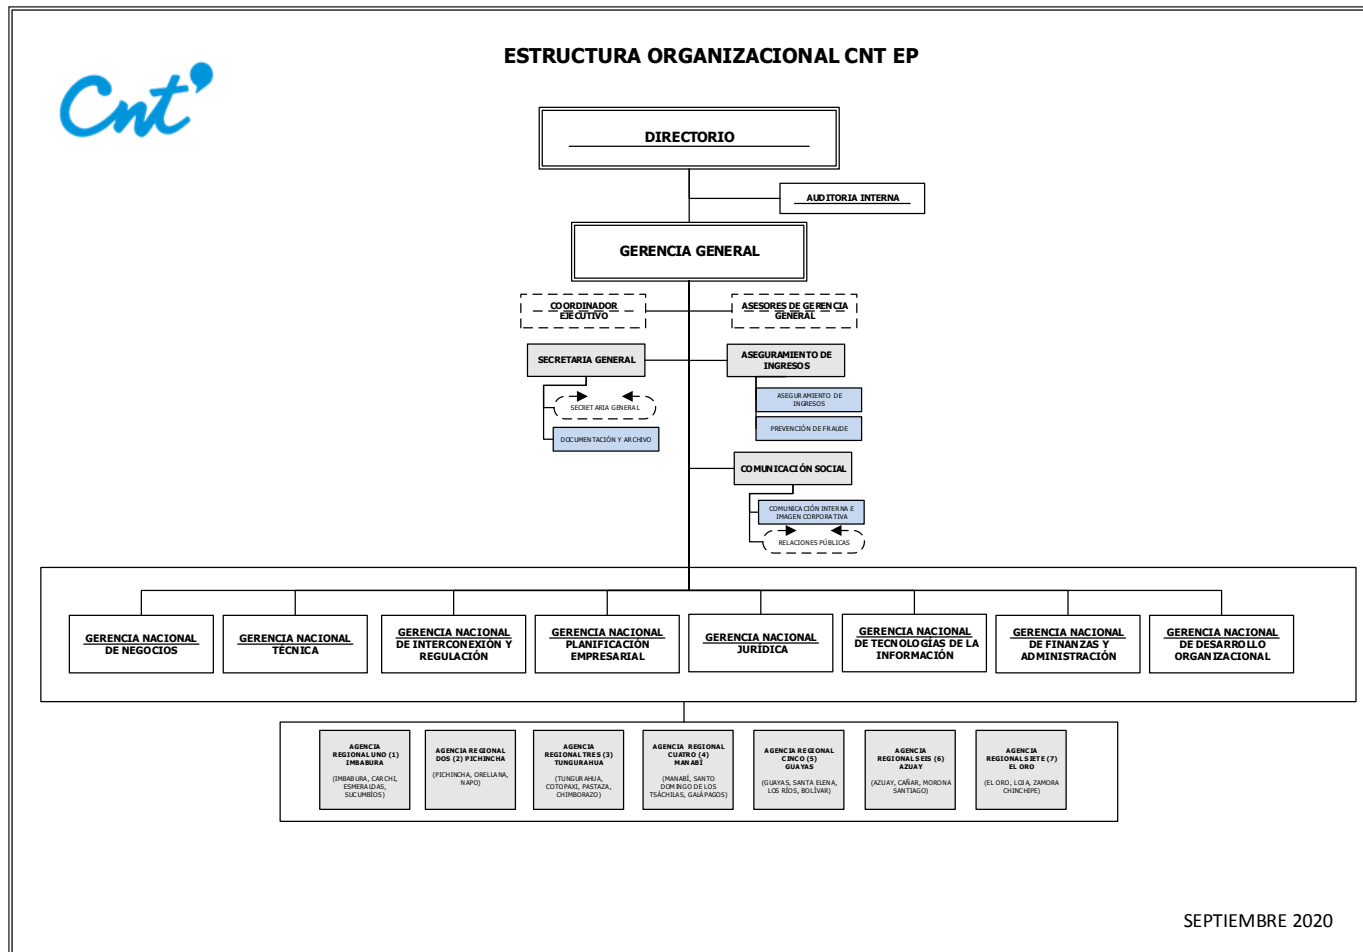 ESTRUCTURA ORGANIZACIONAL CNT EP
Cnt
DIRECTORIO
AUDITORIA INTERNA
GERENCIA GENERAL
COORDINADOR
EJECUTIVO
ASESORES DE GERENCIA
GENERAL
SECRETARIA GENERAL
ASEGURAMIENTO DE
INGRESOS
SECRETARIA GENERAL
DOCUMENTACIÓN Y ARCHIVO
ASEGURAMIENTO DE
INGRESOS
PREVENCIÓN DE FRAUDE
COMUNICACIÓN SOCIAL
COMUNICACIÓN INTERNA E
IMAGEN CORPORATIVA
RELACIONES PÚBLICAS
GERENCIA NACIONAL
DE NEGOCIOS
GERENCIA NACIONAL
TÉCNICA
GERENCIA NACIONAL
DE INTERCONEXIÓN Y
REGULACIÓN
GERENCIA NACIONAL
PLANIFICACIÓN
EMPRESARIAL
GERENCIA NACIONAL
JURÍDICA
GERENCIA NACIONAL
DE TECNOLOGÍAS DE LA
INFORMACIÓN
GERENCIA NACIONAL
DE FINANZAS Y
ADMINISTRACIÓN
GERENCIA NACIONAL
DE DESARROLLO
ORGANIZACIONAL
AGENCIA
REGIONAL UNO (1)
IMBABURA
(IMBABURA, CARCHI,
ESMERALDAS,
SUCUMBÍOS)
AGENCIA REGIONAL
DOS (2) PICHINCHA
(PICHINCHA, ORELLANA,
NAPO)
AGENCIA
REGIONAL TRES (3)
TUNGURAHUA
(TUNGURAHUA,
COTOPAXI, PASTAZA,
CHIMBORAZO)
AGENCIA REGIONAL
CUATRO (4)
MANABÍ
(MANABÍ, SANTO
DOMINGO DE LOS
TSÁCHILAS, GALÁPAGOS)
AGENCIA REGIONAL
CINCO (5)
GUAYAS
(GUAYAS, SANTA ELENA,
LOS RÍOS, BOLÍVAR)
AGENCIA
REGIONAL SEIS (6)
AZUAY
(AZUAY, CAÑAR, MORONA
SANTIAGO)
AGENCIA
REGIONAL SIETE (7)
EL ORO
(EL ORO, LOJA, ZAMORA
CHINCHIPE)
SEPTIEMBRE 2020